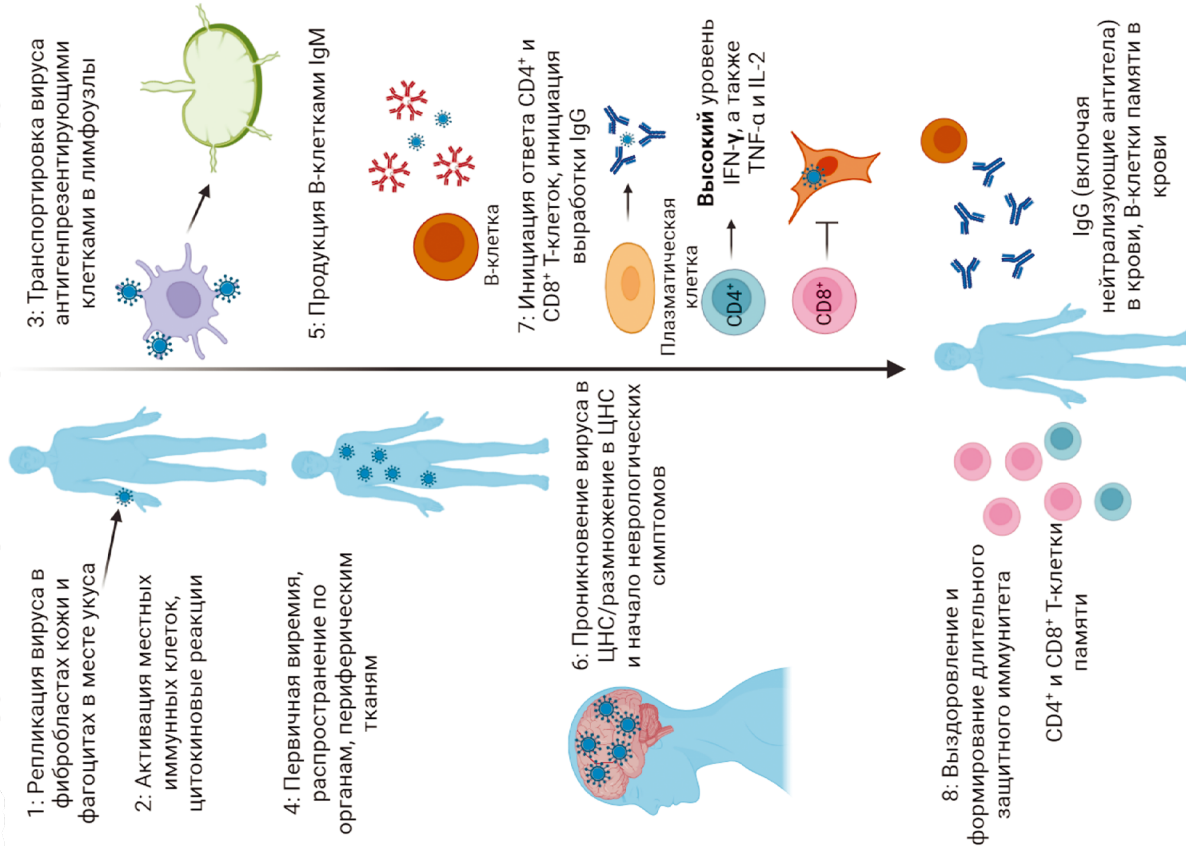 1: Репликация вируса в
фибробластах кожи и
фагоцитах в месте укуса
2: Активация местных
иммунных клеток,
цитокиновые реакции
3: Транспортировка вируса
антигенпрезентирующими
клетками в лимфоузлы
4: Первичная виремия,
распространение по
органам, периферическим
тканям
5: Продукция В-клетками IgM
В-клетка
6: Проникновение вируса в
ЦНС/размножение в ЦНС
и начало неврологических
симптомов
7: Инициация ответа CD4⁺ и
CD8⁺ Т-клеток, инициация
выработки IgG
Плазматическая
клетка
CD4⁺
Высокий уровень
IFN-γ, а также
TNF-α и IL-2
CD8⁺
8: Выздоровление и
формирование длительного
защитного иммунитета
CD4⁺ и CD8⁺ Т-клетки
памяти
IgG (включая
нейтрализующие антитела)
в крови, В-клетки памяти в
крови